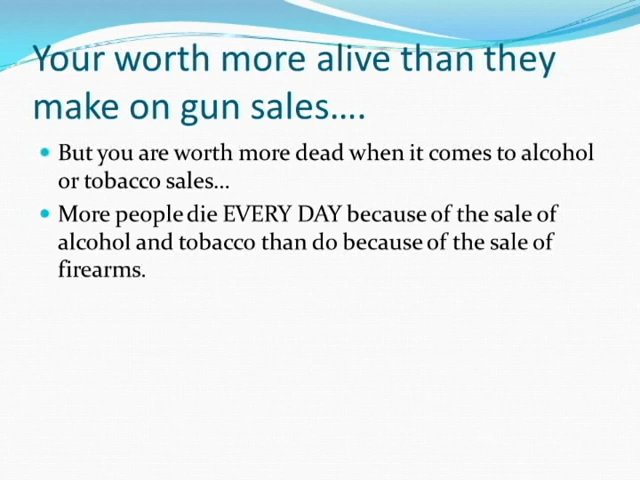 Your worth more alive than they
make on gun sales….
• But you are worth more dead when it comes to alcohol
or tobacco sales…
• More people die EVERY DAY because of the sale of
alcohol and tobacco than do because of the sale of
firearms.